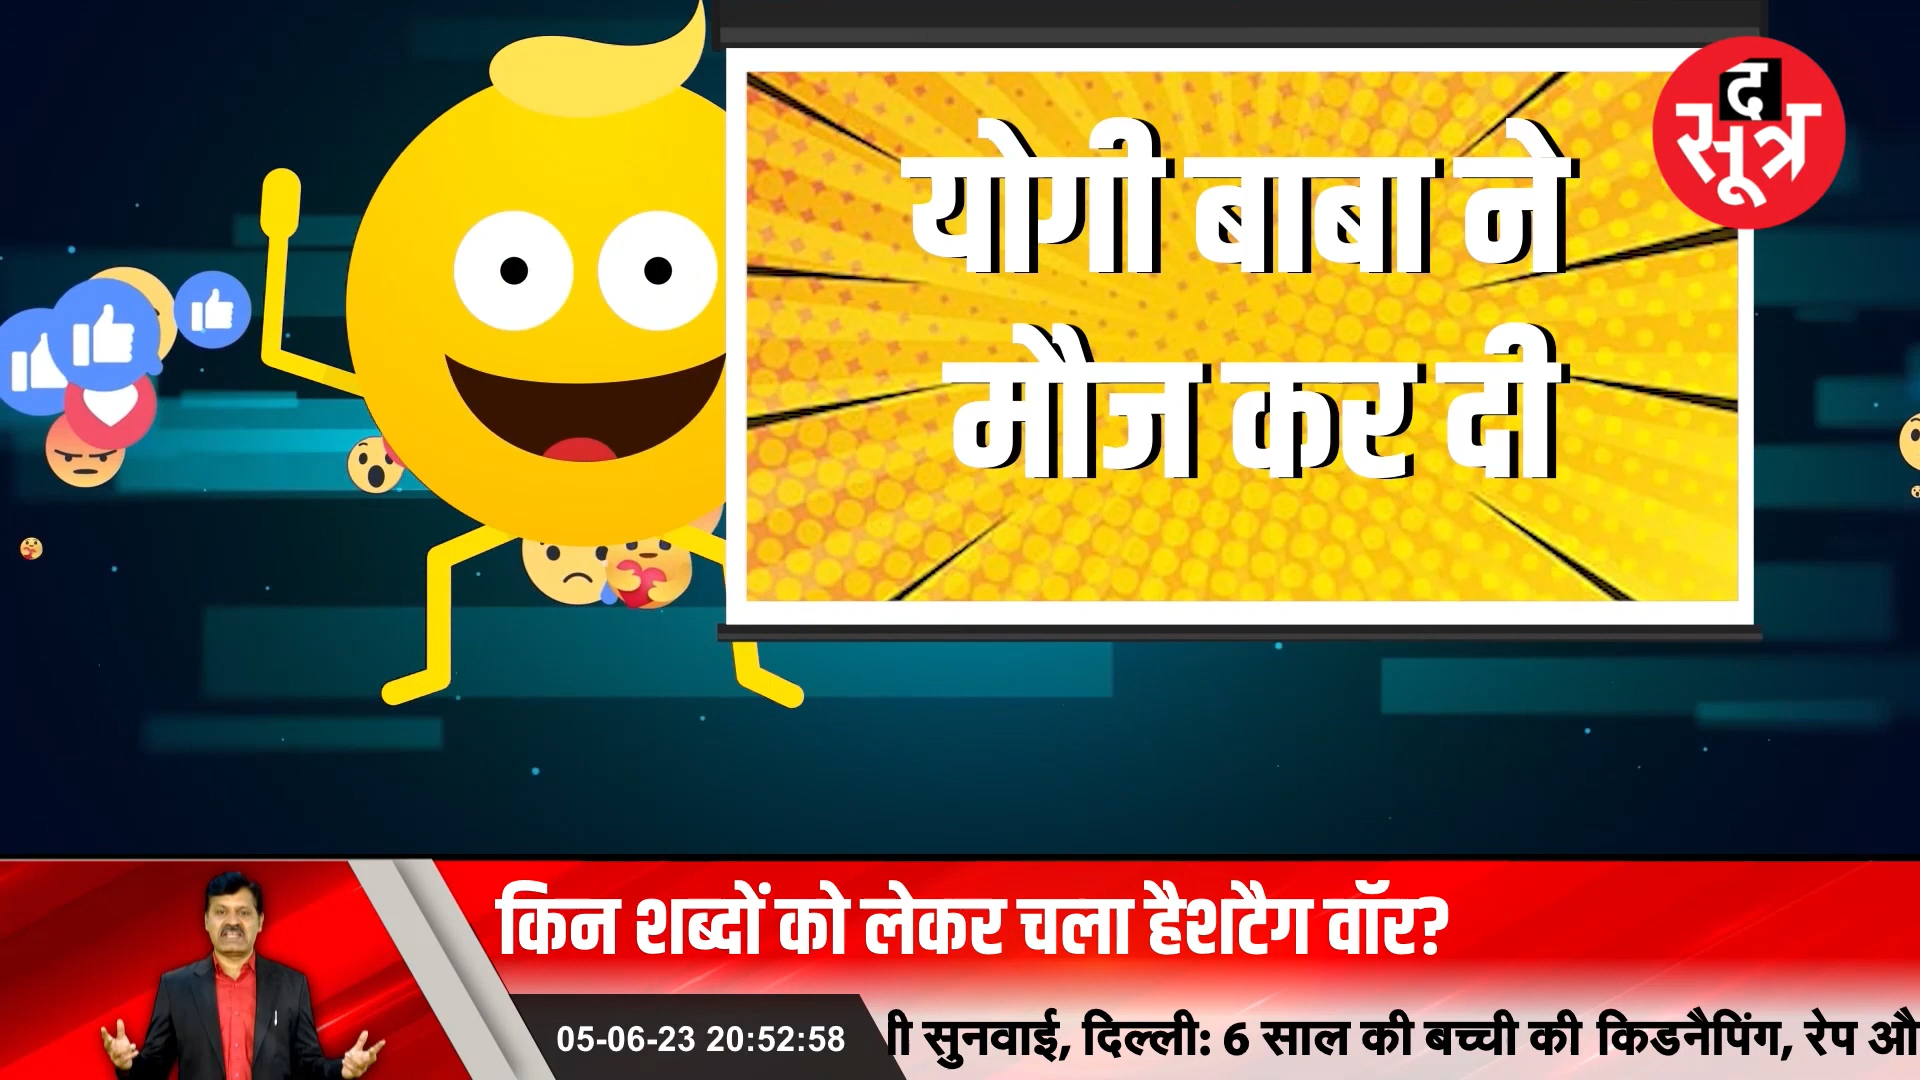 द
सूत्र
योगी बाबा ने
मौज कर दी
किन शब्दों को लेकर चला हैशटैग वॉर?
05-06-23 20:52:58
सुनवाई, दिल्ली: 6 साल की बच्ची की किडनैपिंग, रेप